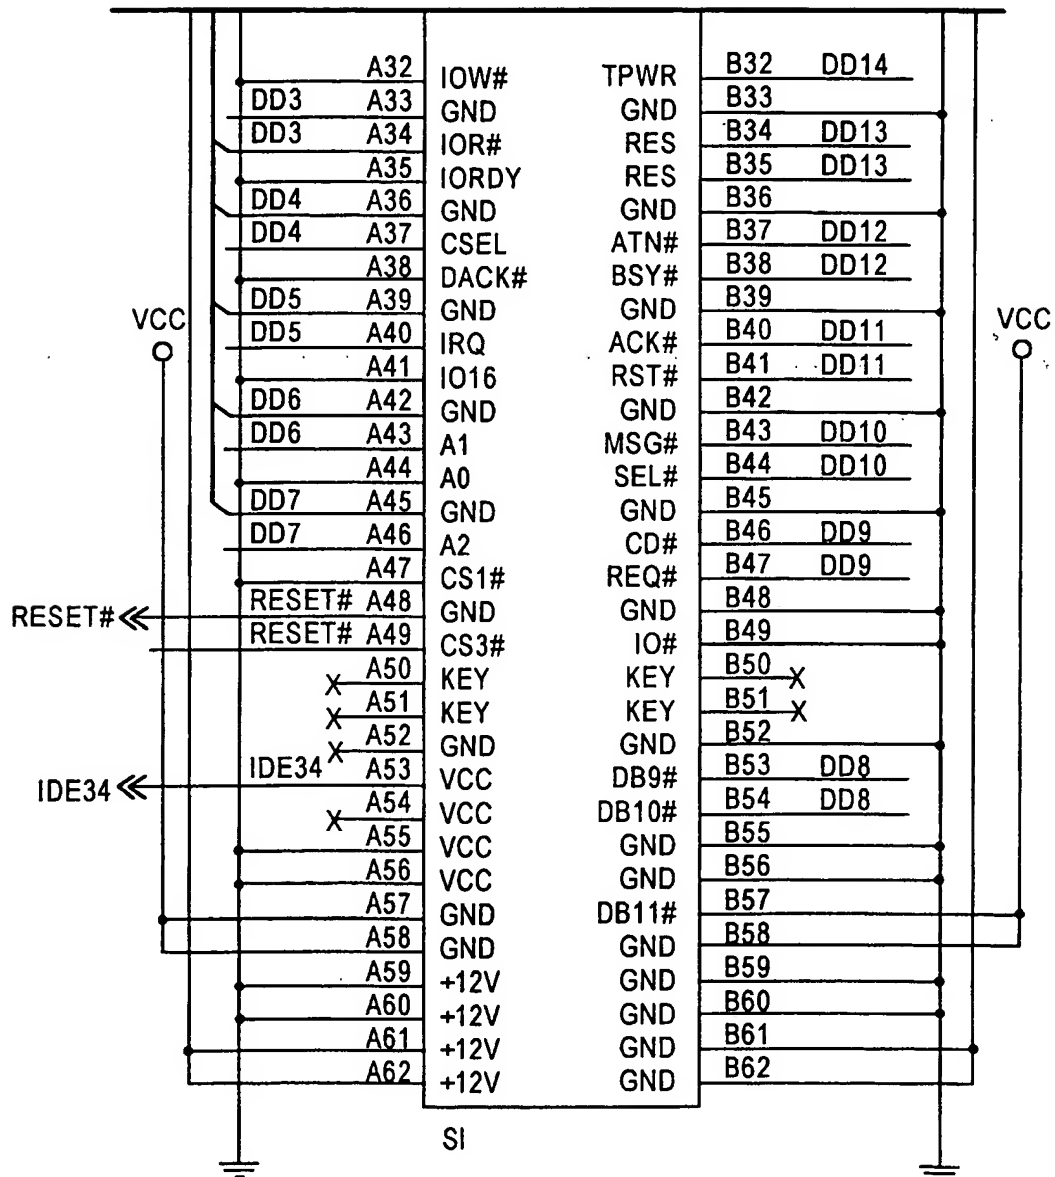 A32 IOW# TPWR B32 DD14
DD3 A33 GND GND B33
DD3 A34 IOR# RES B34 DD13
A35 IORDY RES B35 DD13
DD4 A36 GND GND B36
DD4 A37 CSEL ATN# B37 DD12
A38 DACK# BSY# B38 DD12
DD5 A39 GND GND B39
VCC DD5 A40 IRQ ACK# B40 DD11 VCC
A41 IO16 RST# B41 DD11
DD6 A42 GND GND B42
DD6 A43 A1 MSG# B43 DD10
A44 A0 SEL# B44 DD10
DD7 A45 GND GND B45
DD7 A46 A2 CD# B46 DD9
A47 CS1# REQ# B47 DD9
RESET# RESET# A48 GND GND B48
RESET# A49 CS3# IO# B49
A50 KEY KEY B50
A51 KEY KEY B51
A52 GND GND B52
IDE34 IDE34 A53 VCC DB9# B53 DD8
A54 VCC DB10# B54 DD8
A55 VCC GND B55
A56 VCC GND B56
A57 GND DB11# B57
A58 GND GND B58
A59 +12V GND B59
A60 +12V GND B60
A61 +12V GND B61
A62 +12V GND B62
SI